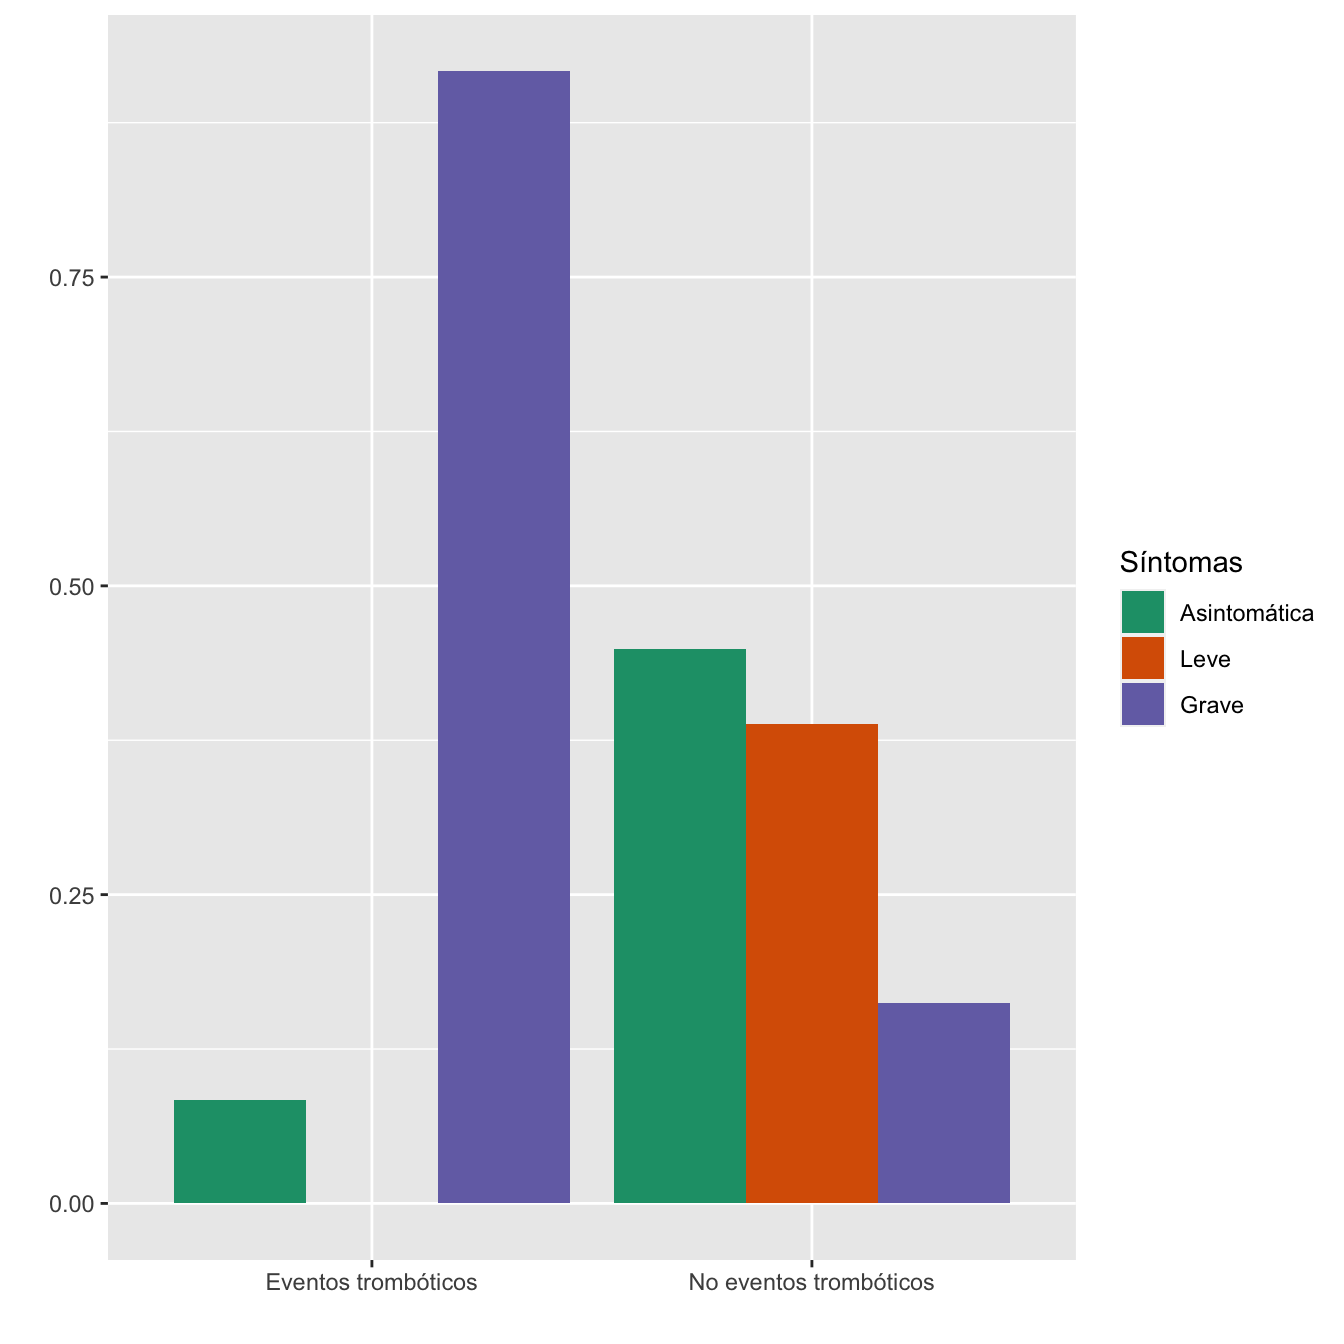 0.75
0.50
0.25
0.00
Eventos trombóticos
No eventos trombóticos
Síntomas
Asintomática
Leve
Grave